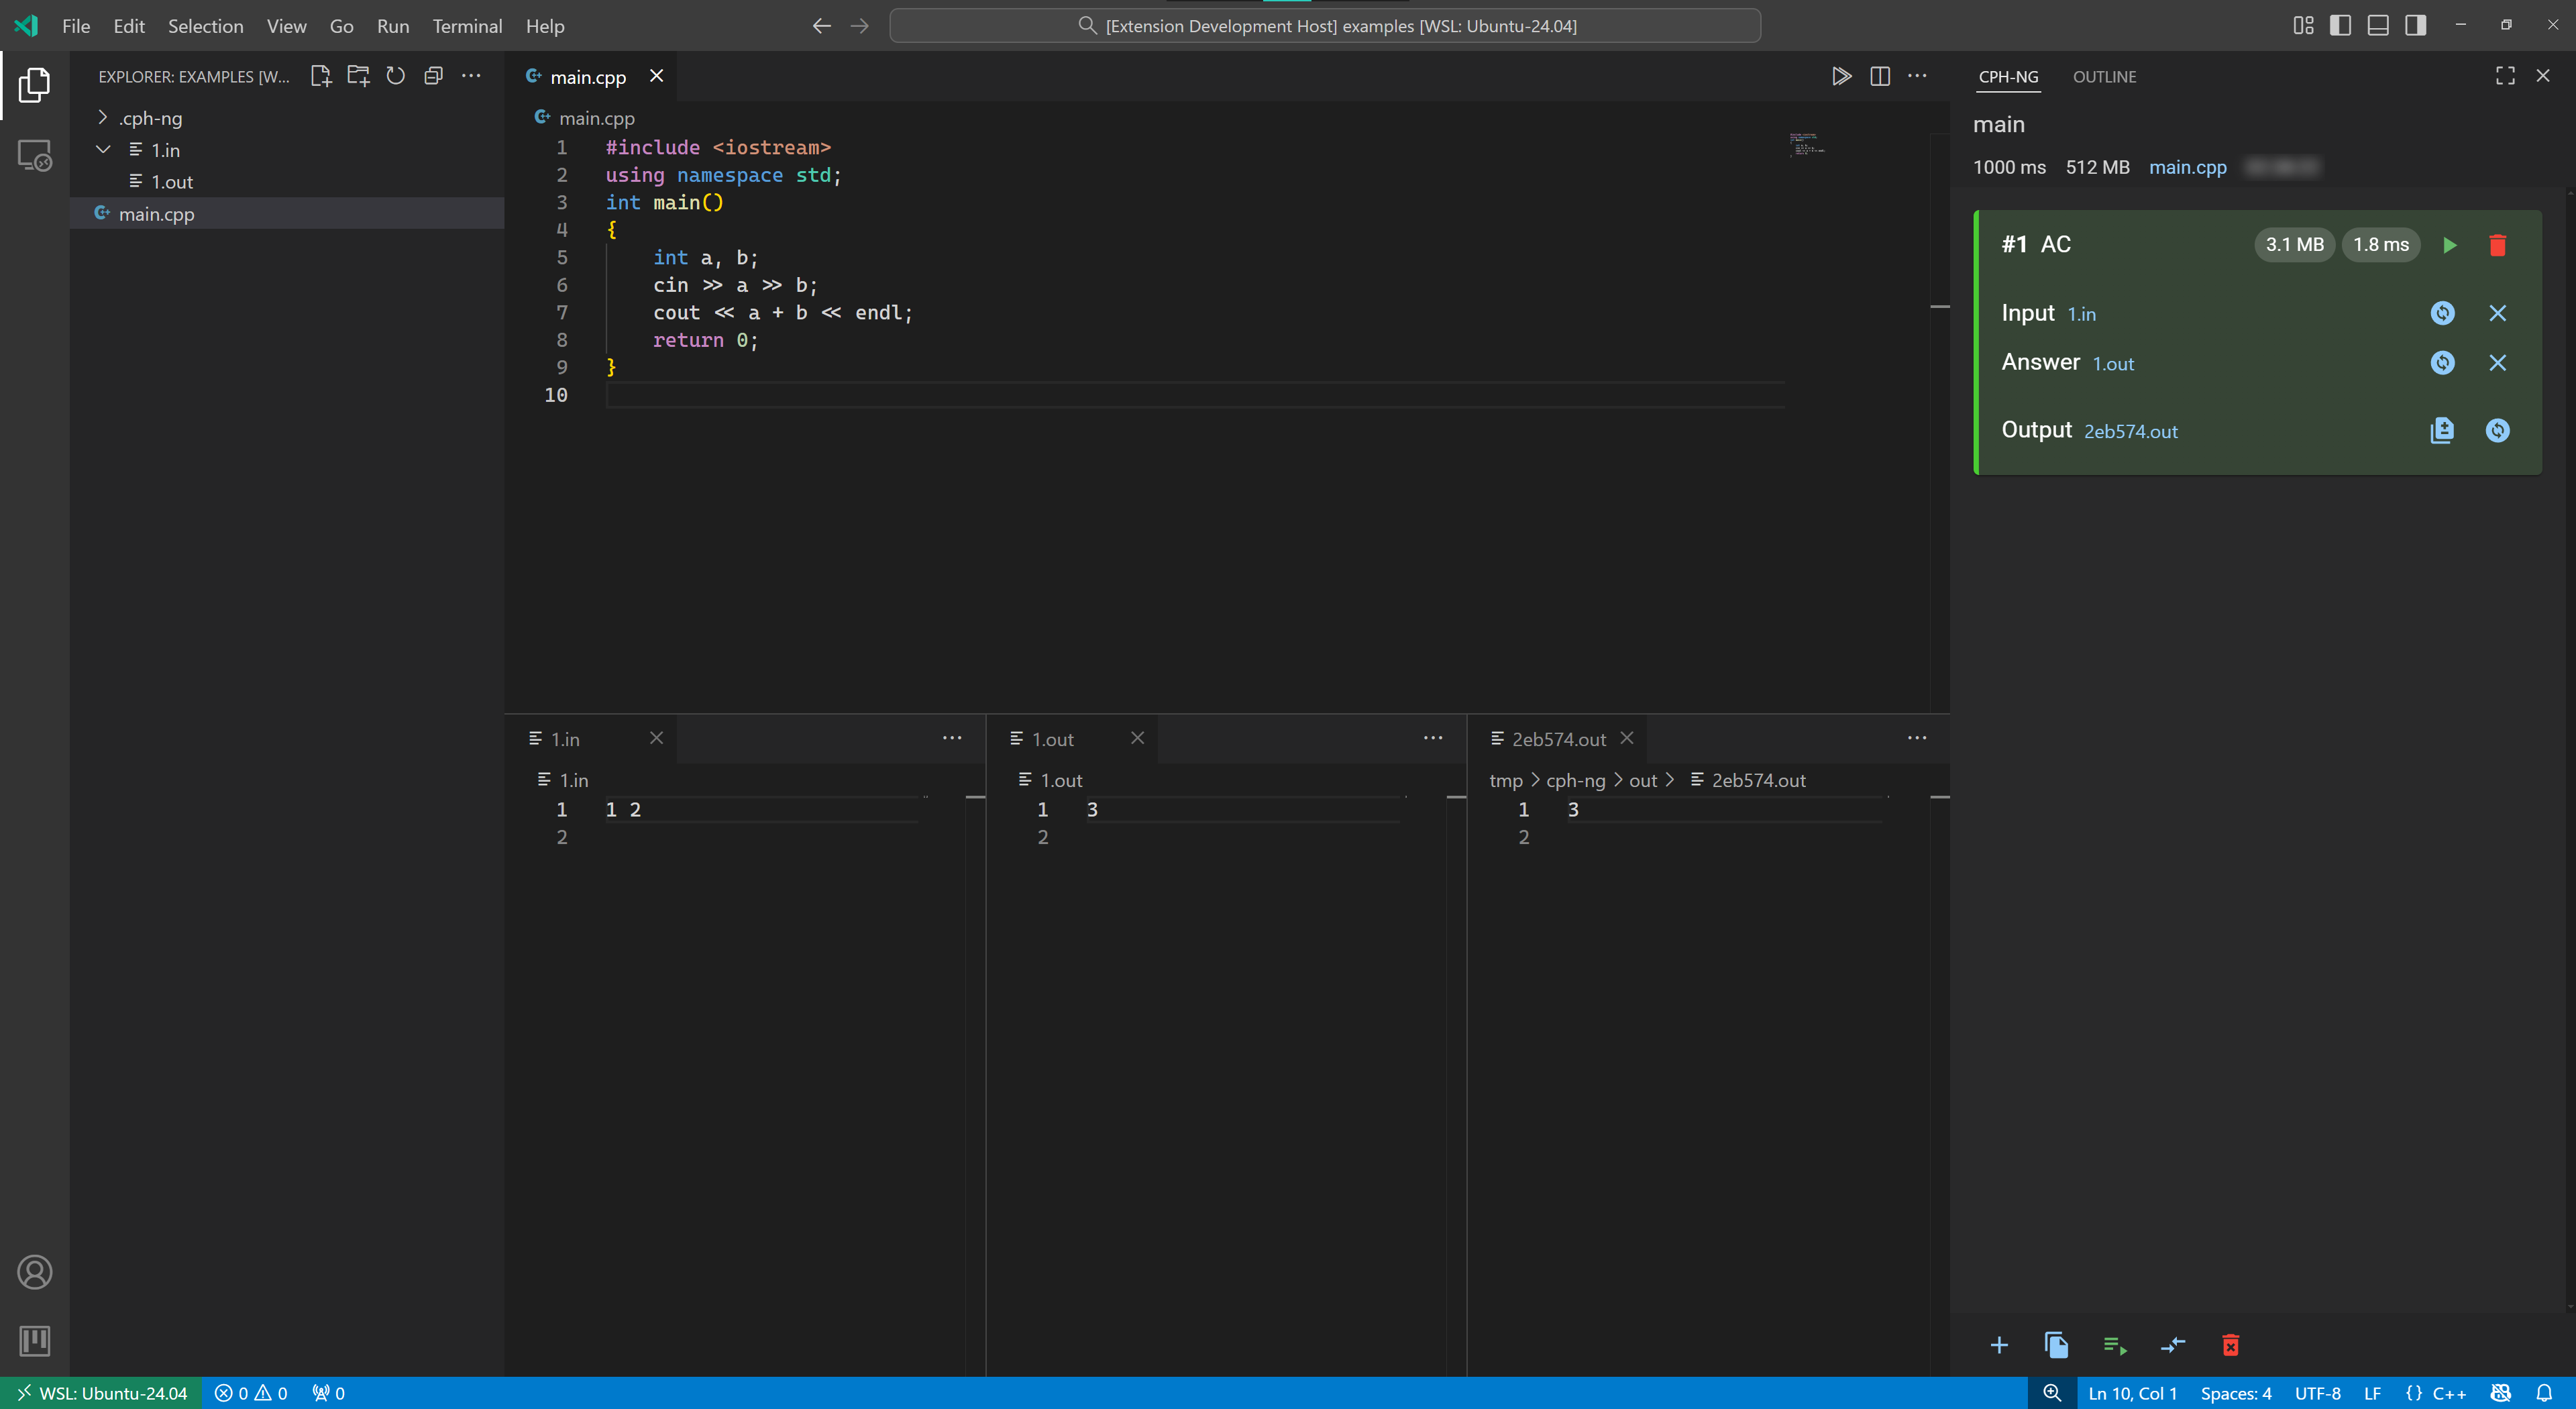 File Edit Selection View Go Run Terminal Help
[Extension Development Host] examples [WSL: Ubuntu-24.04]
EXPLORER: EXAMPLES [W...
.cph-ng
1.in
1.out
main.cpp
main.cpp
main.cpp
1 #include <iostream>
2 using namespace std;
3 int main()
4 {
5 int a, b;
6 cin >> a >> b;
7 cout << a + b << endl;
8 return 0;
9 }
10
1.in
1.in
1 1 2
2
1.out
1.out
1 3
2
2eb574.out
tmp > cph-ng > out > 2eb574.out
1 3
2
CPH-NG OUTLINE
main
1000 ms 512 MB main.cpp
#1 AC 3.1 MB 1.8 ms
Input 1.in
Answer 1.out
Output 2eb574.out
WSL: Ubuntu-24.04 0 0 0 Ln 10, Col 1 Spaces: 4 UTF-8 LF {} C++